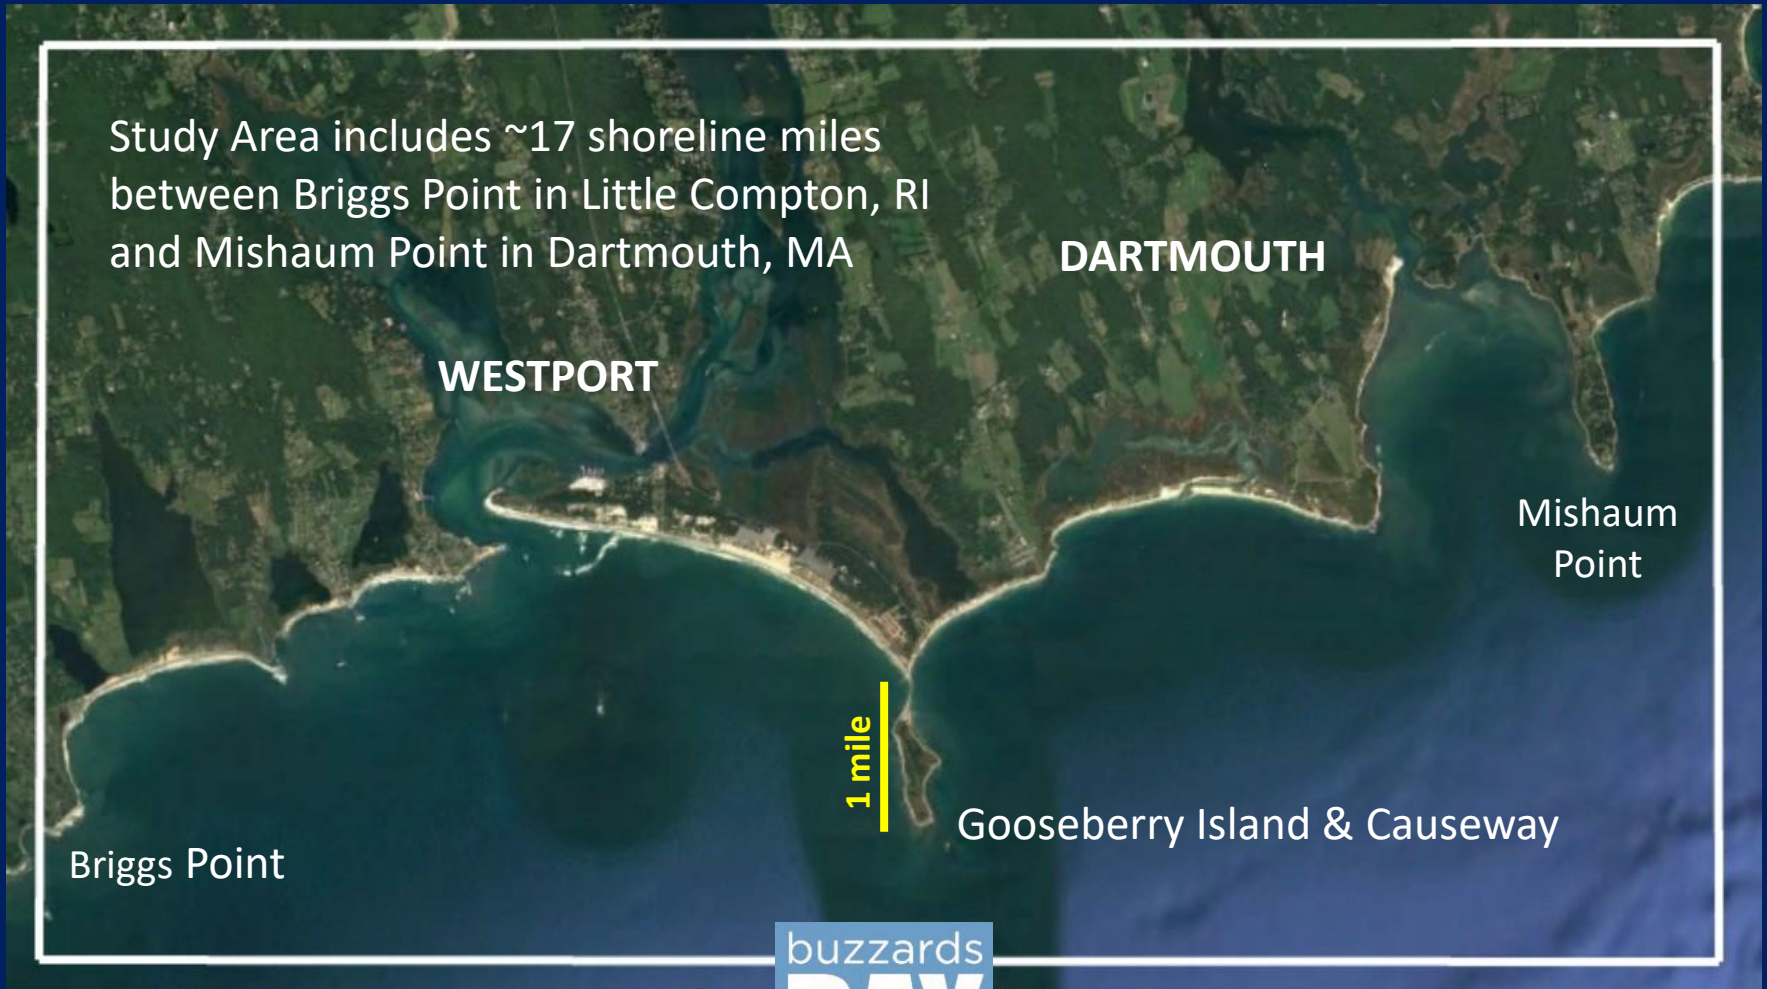 Study Area includes ~17 shoreline miles
between Briggs Point in Little Compton, RI
and Mishaum Point in Dartmouth, MA
DARTMOUTH
WESTPORT
Mishaum
Point
1 mile
Gooseberry Island & Causeway
Briggs Point
buzzards
BAY